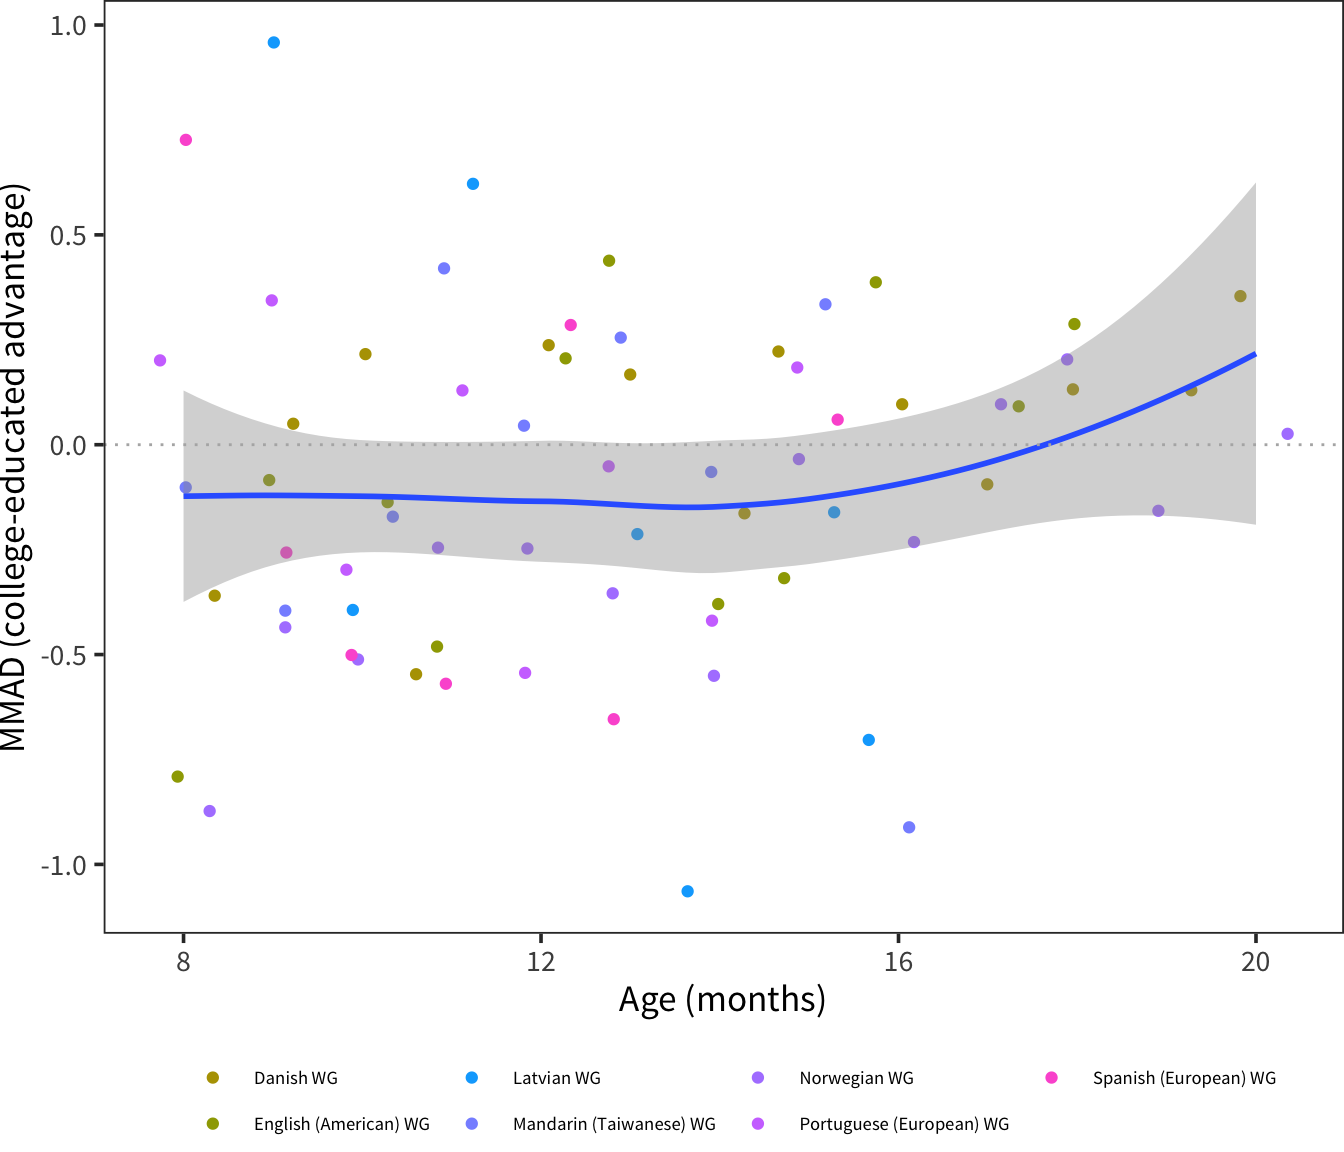 MMAD (college-educated advantage)
1.0
0.5
0.0
-0.5
-1.0
8 12 16 20
Age (months)
Danish WG Latvian WG Norwegian WG Spanish (European) WG
English (American) WG Mandarin (Taiwanese) WG Portuguese (European) WG